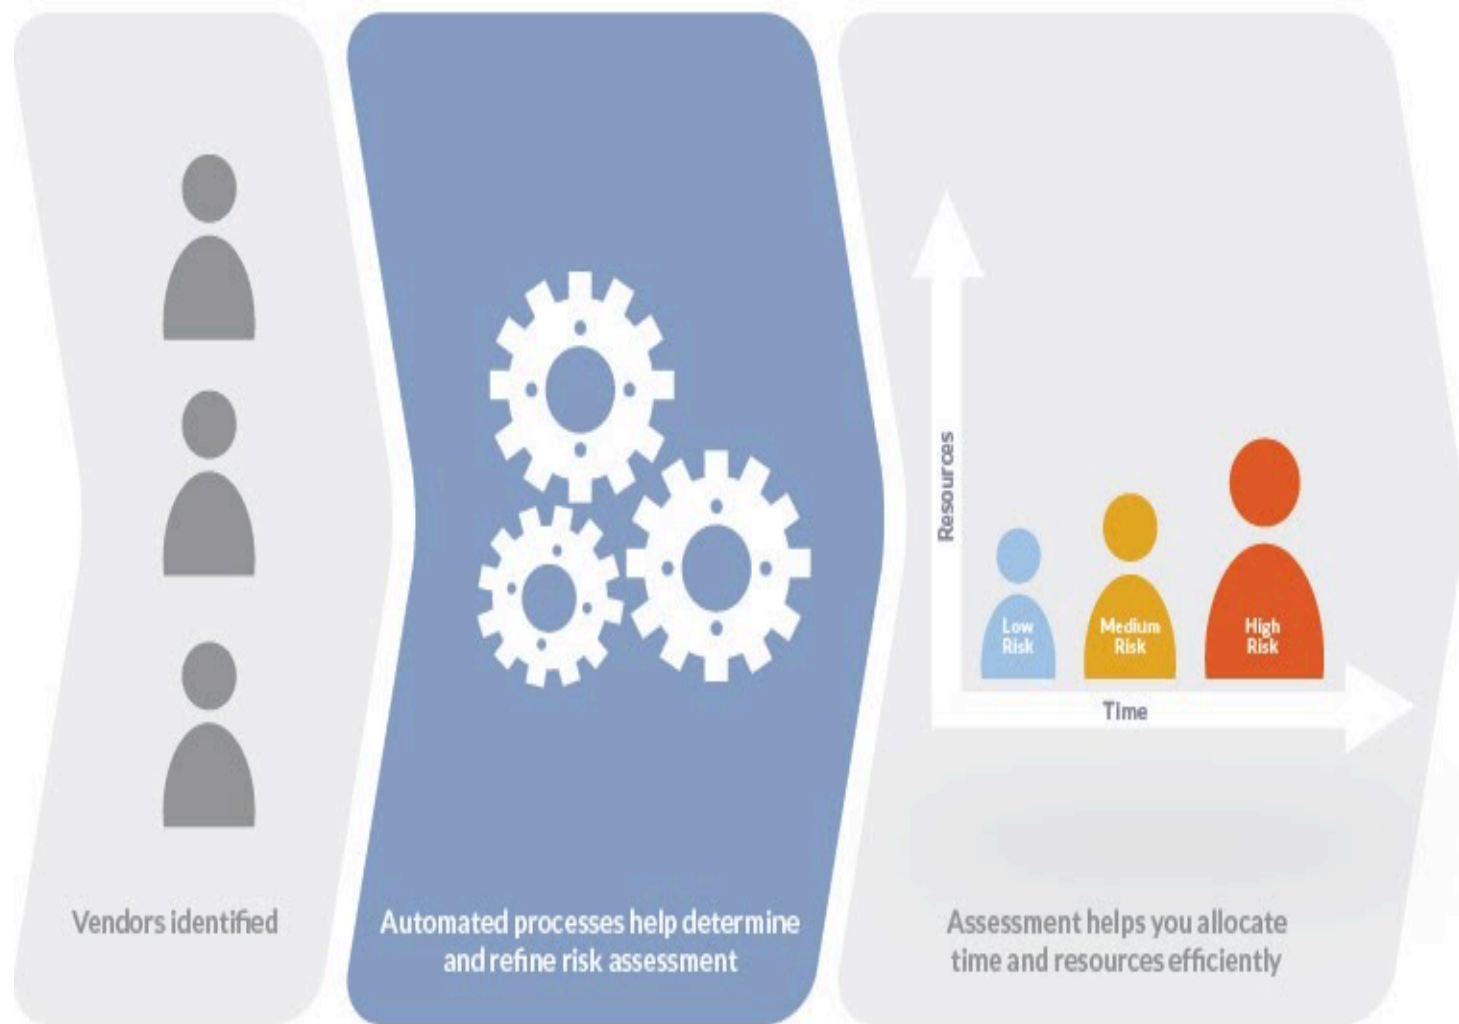 Vendors identified
Automated processes help determine
and refine risk assessment
Resources
Low
Risk
Medium
Risk
High
Risk
Time
Assessment helps you allocate
time and resources efficiently